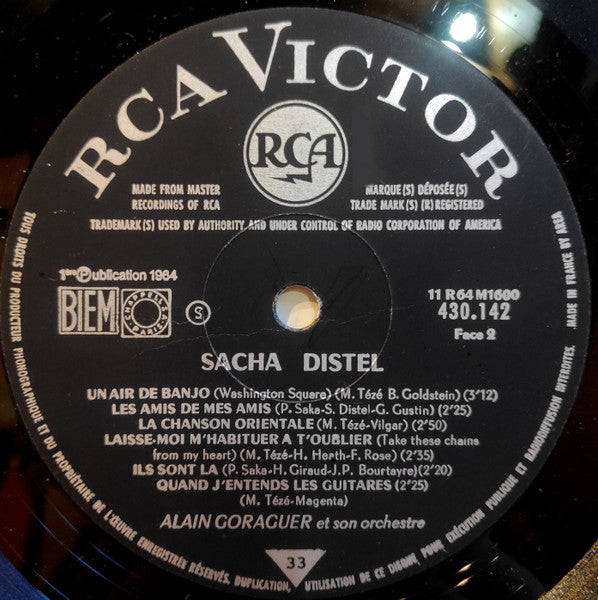 RCA VICTOR
RCA
MADE FROM MASTER
RECORDINGS OF RCA
MARQUE(S) DÉPOSÉE(S)
TRADE MARK(S) (R) REGISTERED
TRADEMARK(S) USED BY AUTHORITY AND UNDER CONTROL OF RADIO CORPORATION OF AMERICA
1ère Ⓟublication 1964
BIEM
CHAPPELLE
PARIS
S
11 R 64 M1600
430.142
Face 2
SACHA DISTEL
UN AIR DE BANJO (Washington Square) (M. Tézé B. Goldstein) (3'12)
LES AMIS DE MES AMIS (P. Saka-S. Distel-G. Gustin) (2'25)
LA CHANSON ORIENTALE (M. Tézé-Vilgar) (2'50)
LAISSE-MOI M'HABITUER A T'OUBLIER (Take these chains
from my heart) (M. Tézé-H. Herth-F. Rose) (2'35)
ILS SONT LA (P. Saka-H. Giraud-J.P. Bourtayre) (2'20)
QUAND J'ENTENDS LES GUITARES (2'25)
(M. Tézé-Magenta)
ALAIN GORAGUER et son orchestre
33
TOUS DROITS DU PRODUCTEUR PHONOGRAPHIQUE ET DU PROPRIÉTAIRE DE L'ŒUVRE ENREGISTRÉE RÉSERVÉS. DUPLICATION, UTILISATION DE CE DISQUE POUR EXÉCUTION PUBLIQUE ET RADIODIFFUSION INTERDITES.
MADE IN FRANCE BY AREA